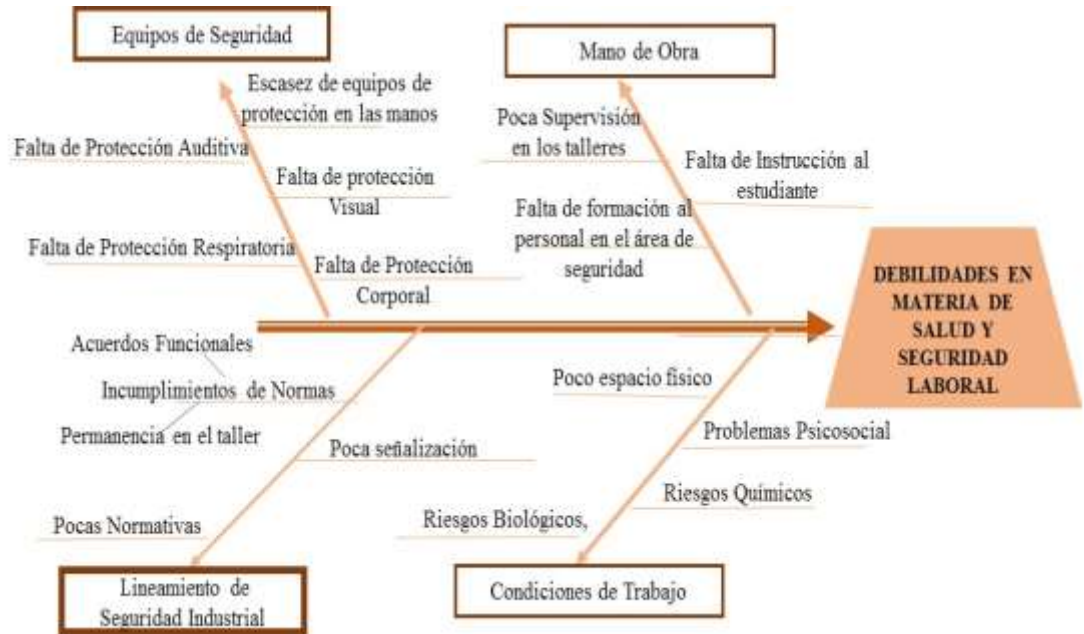 Equipos de Seguridad
Mano de Obra
Escasez de equipos de
protección en las manos
Falta de Protección Auditiva
Falta de protección
Visual
Falta de Protección Respiratoria
Falta de Protección
Corporal
Poca Supervisión
en los talleres
Falta de Instrucción al
estudiante
Falta de formación al
personal en el área de
seguridad
DEBILIDADES EN
MATERIA DE
SALUD Y
SEGURIDAD
LABORAL
Acuerdos Funcionales
Incumplimientos de Normas
Permanencia en el taller
Poca señalización
Pocas Normativas
Poco espacio físico
Problemas Psicosocial
Riesgos Químicos
Riesgos Biológicos,
Lineamiento de
Seguridad Industrial
Condiciones de Trabajo